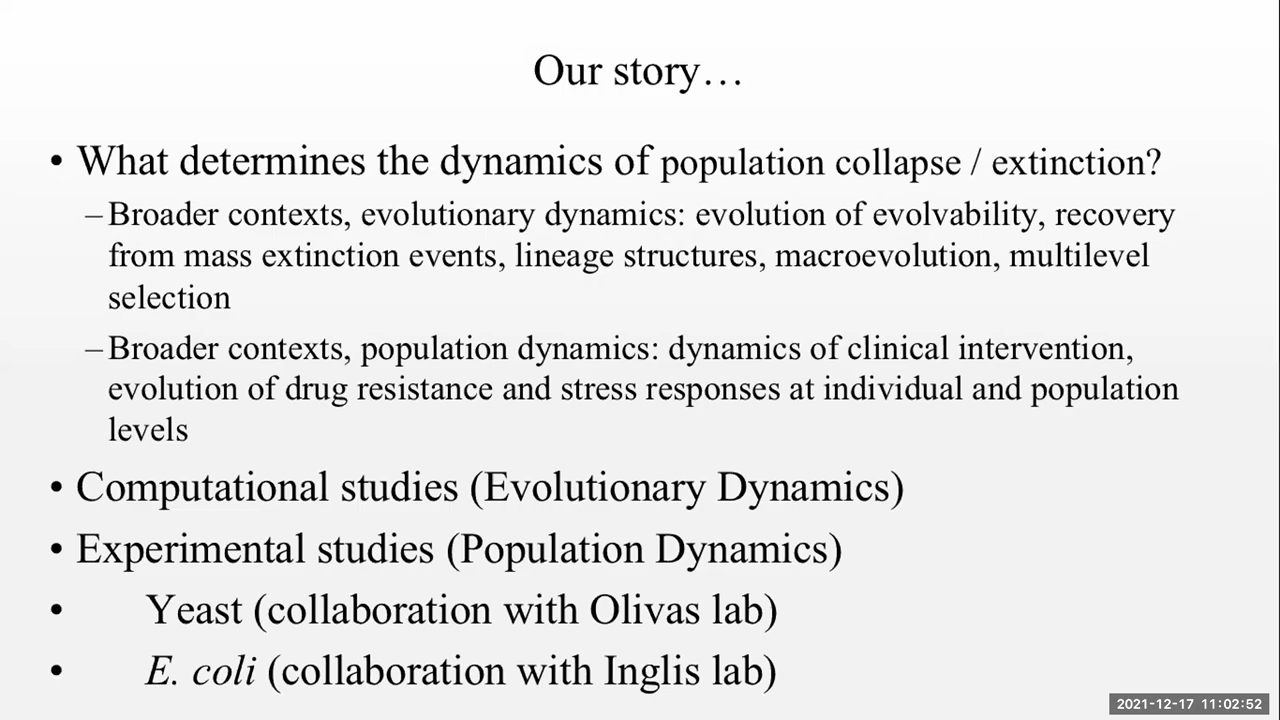 Our story…
• What determines the dynamics of population collapse / extinction?
– Broader contexts, evolutionary dynamics: evolution of evolvability, recovery
from mass extinction events, lineage structures, macroevolution, multilevel
selection
– Broader contexts, population dynamics: dynamics of clinical intervention,
evolution of drug resistance and stress responses at individual and population
levels
• Computational studies (Evolutionary Dynamics)
• Experimental studies (Population Dynamics)
• Yeast (collaboration with Olivas lab)
• E. coli (collaboration with Inglis lab)
2021-12-17 11:02:52